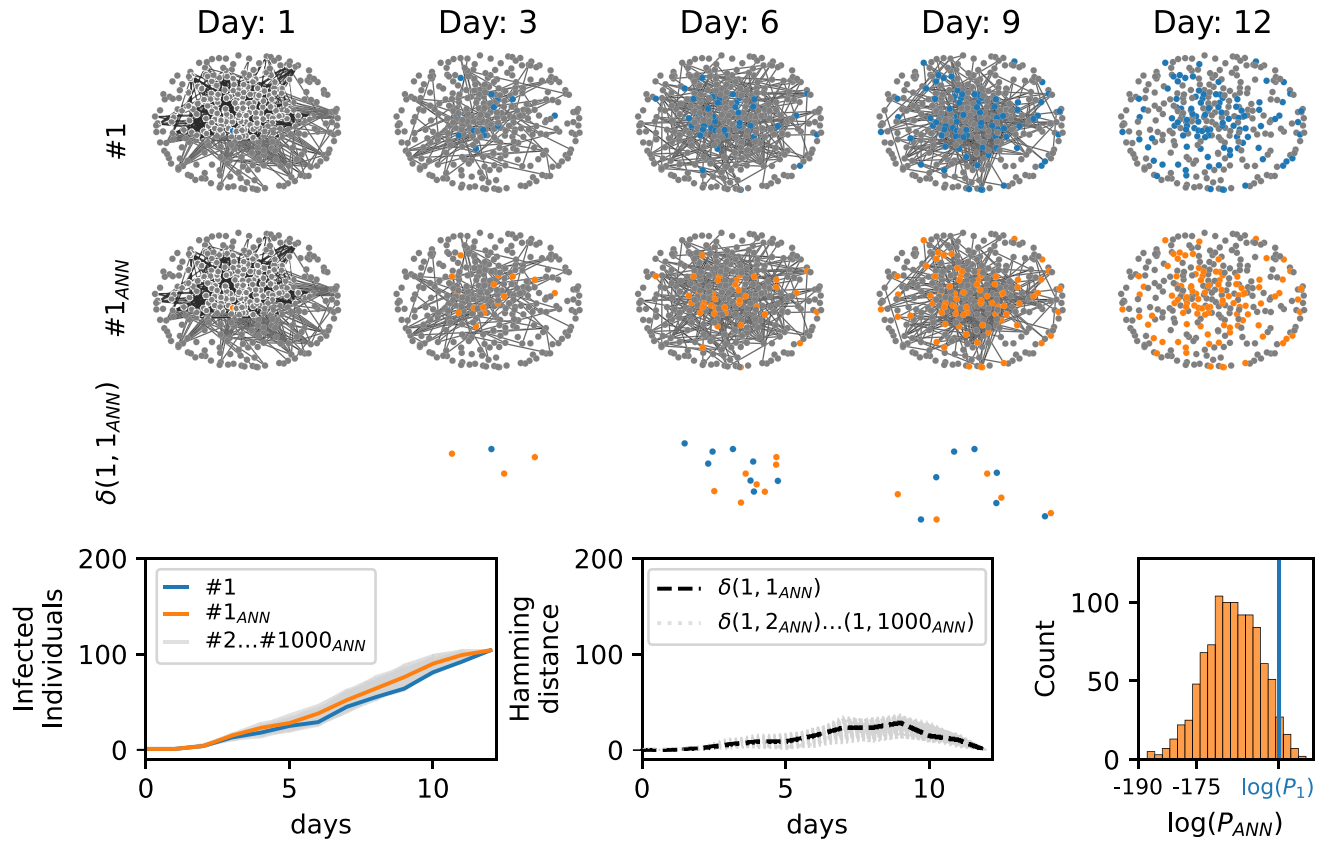 Day: 1 Day: 3 Day: 6 Day: 9 Day: 12
#1
#1_ANN
δ(1, 1_ANN)
Infected
Individuals
200
100
0
#1
#1_ANN
#2...#1000_ANN
0 5 10
days
Hamming
distance
200
100
0
δ(1, 1_ANN)
δ(1, 2_ANN)...(1, 1000_ANN)
0 5 10
days
Count
100
50
0
-190 -175 log(P_1)
log(P_ANN)